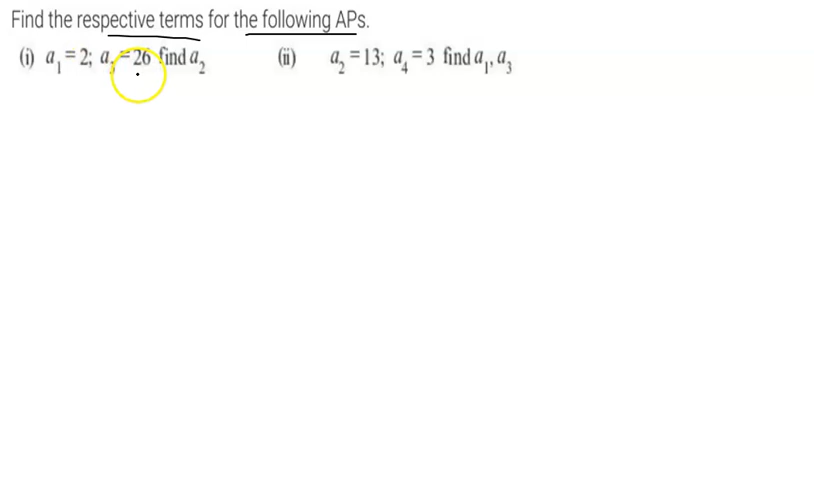 Find the respective terms for the following APs.
(i) a₁ = 2; a₃ = 26 find a₂ (ii) a₂ = 13; a₄ = 3 find a₁, a₃